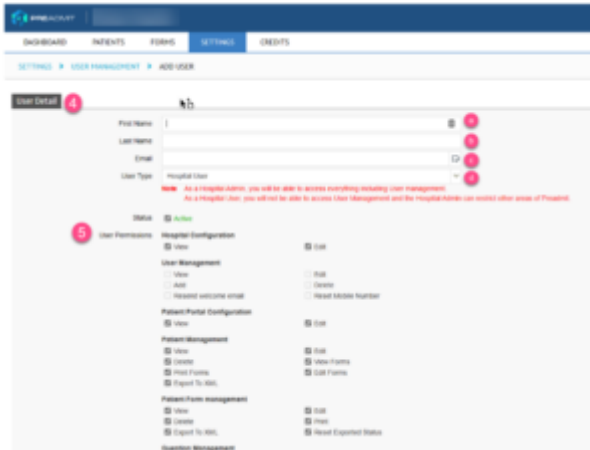 PREADMIT
DASHBOARD PATIENTS FORMS SETTINGS CREDITS
SETTINGS > USER MANAGEMENT > ADD USER
User Detail 4
First Name a
Last Name b
Email c
User Type Hospital User d
Note As a Hospital Admin, you will be able to access everything including User management.
As a Hospital User, you will not be able to access User Management and the Hospital Admin can restrict other areas of Preadmit.
Status Active
5 User Permissions Hospital Configuration
View Edit
User Management
View Edit
Add Delete
Resend welcome email Reset Mobile Number
Patient Portal Configuration
View Edit
Patient Management
View Edit
Delete View Forms
Print Forms Edit Forms
Export To XML
Patient Form management
View Edit
Delete Print
Export To XML Reset Exported Status
Question Management